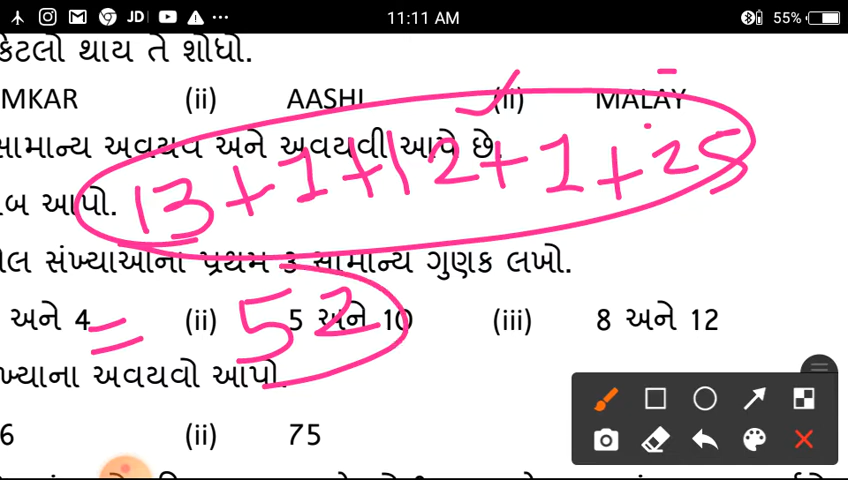 JD
11:11 AM
55%
કેટલો થાય તે શોધો.
MKAR (ii) AASHI (ii) MALAY
સામાન્ય અવયવ અને અવયવી આપે છે.
13+1+12+1+25
બ આપો.
લ સંખ્યાઓના પ્રથમ 3 સામાન્ય ગુણક લખો.
અને 4 (ii) 5 અને 10 (iii) 8 અને 12
= 52
ખ્યાના અવયવો આપો.
6 (ii) 75